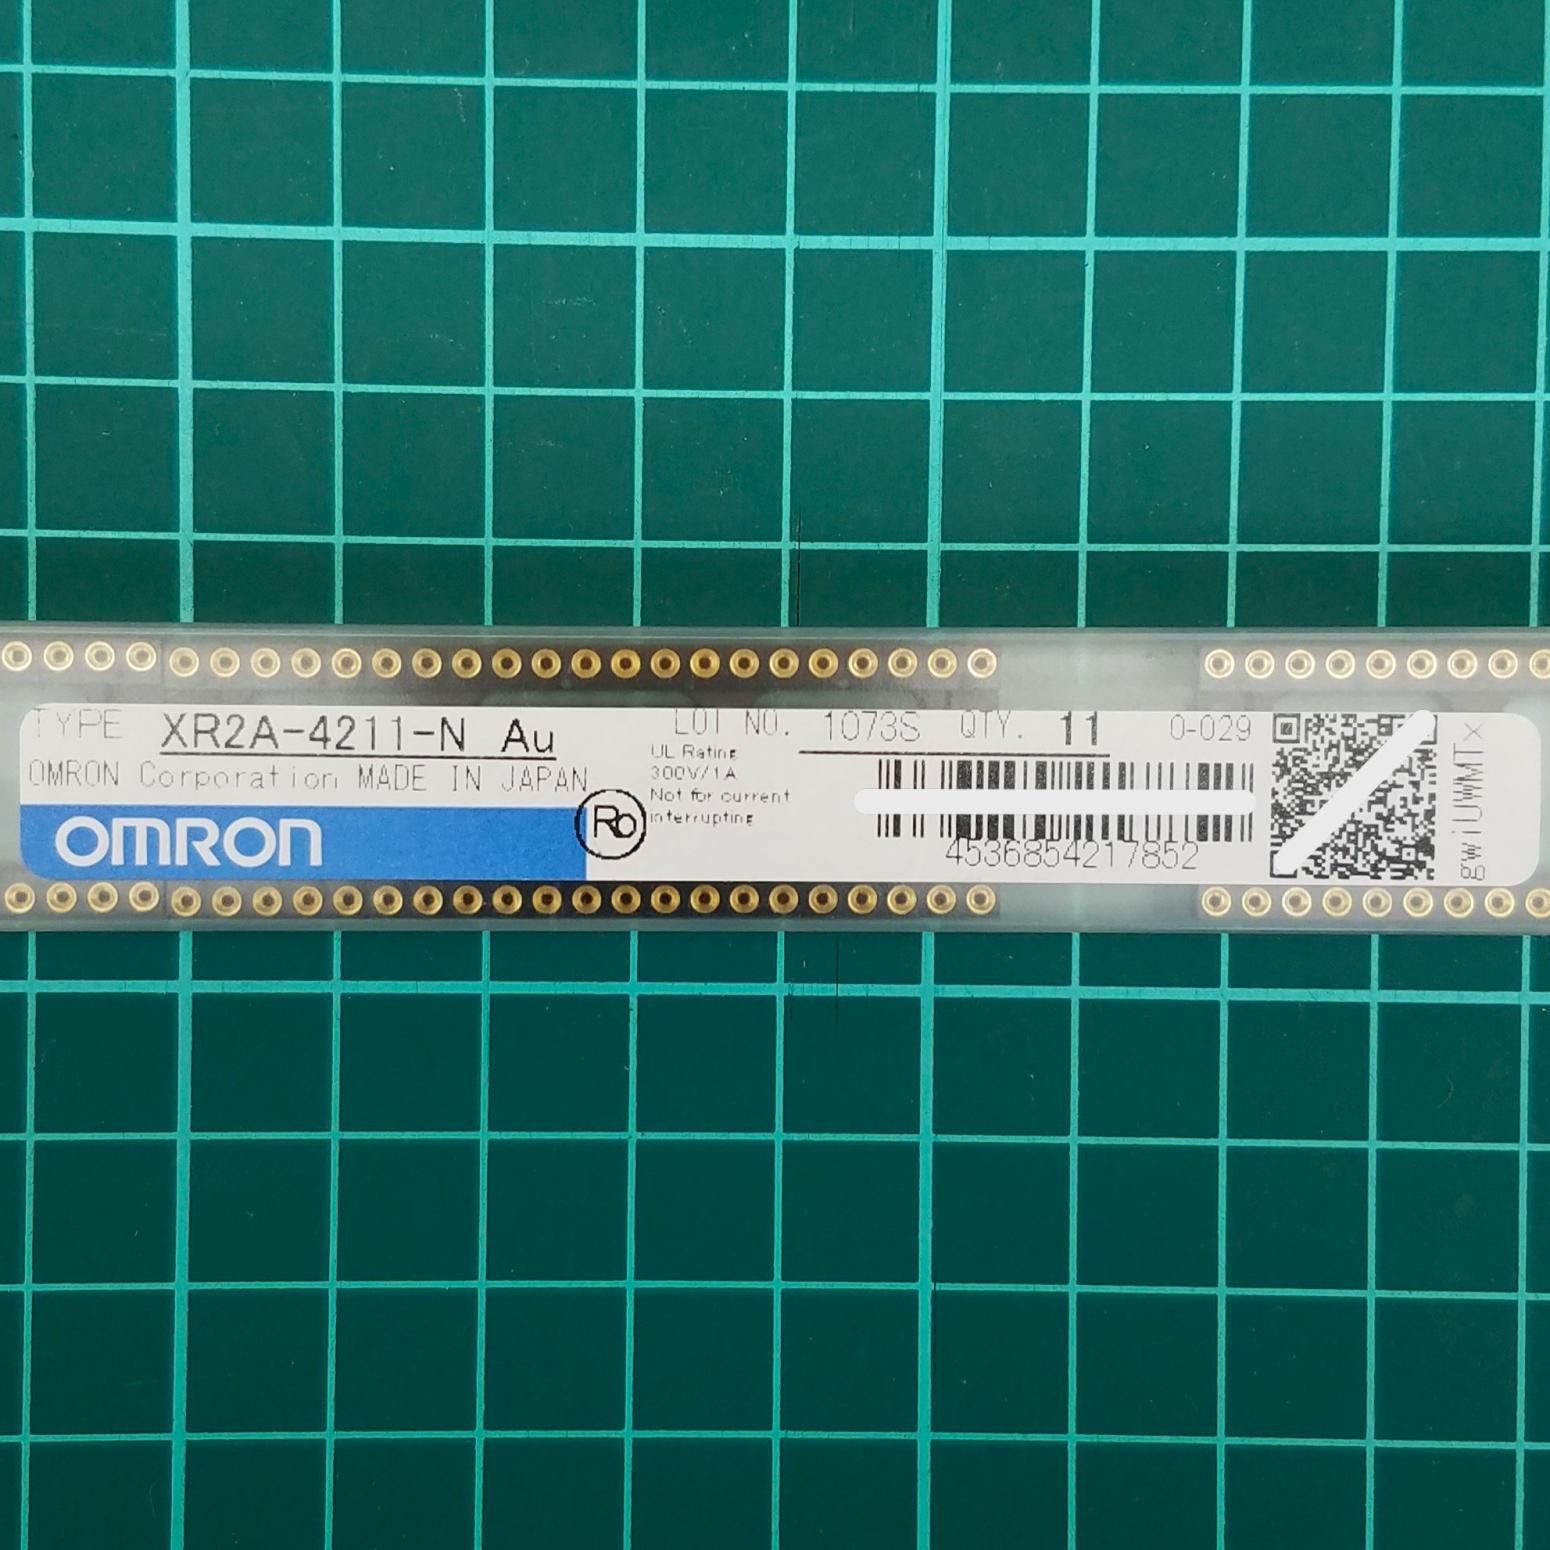 TYPE XR2A-4211-N Au
OMRON Corporation MADE IN JAPAN
OMRON
LOT NO. 1073S QTY. 11 0-029
UL Rating
300V/1A
Not for current
interrupting
4536854217852
gwiUWMTX